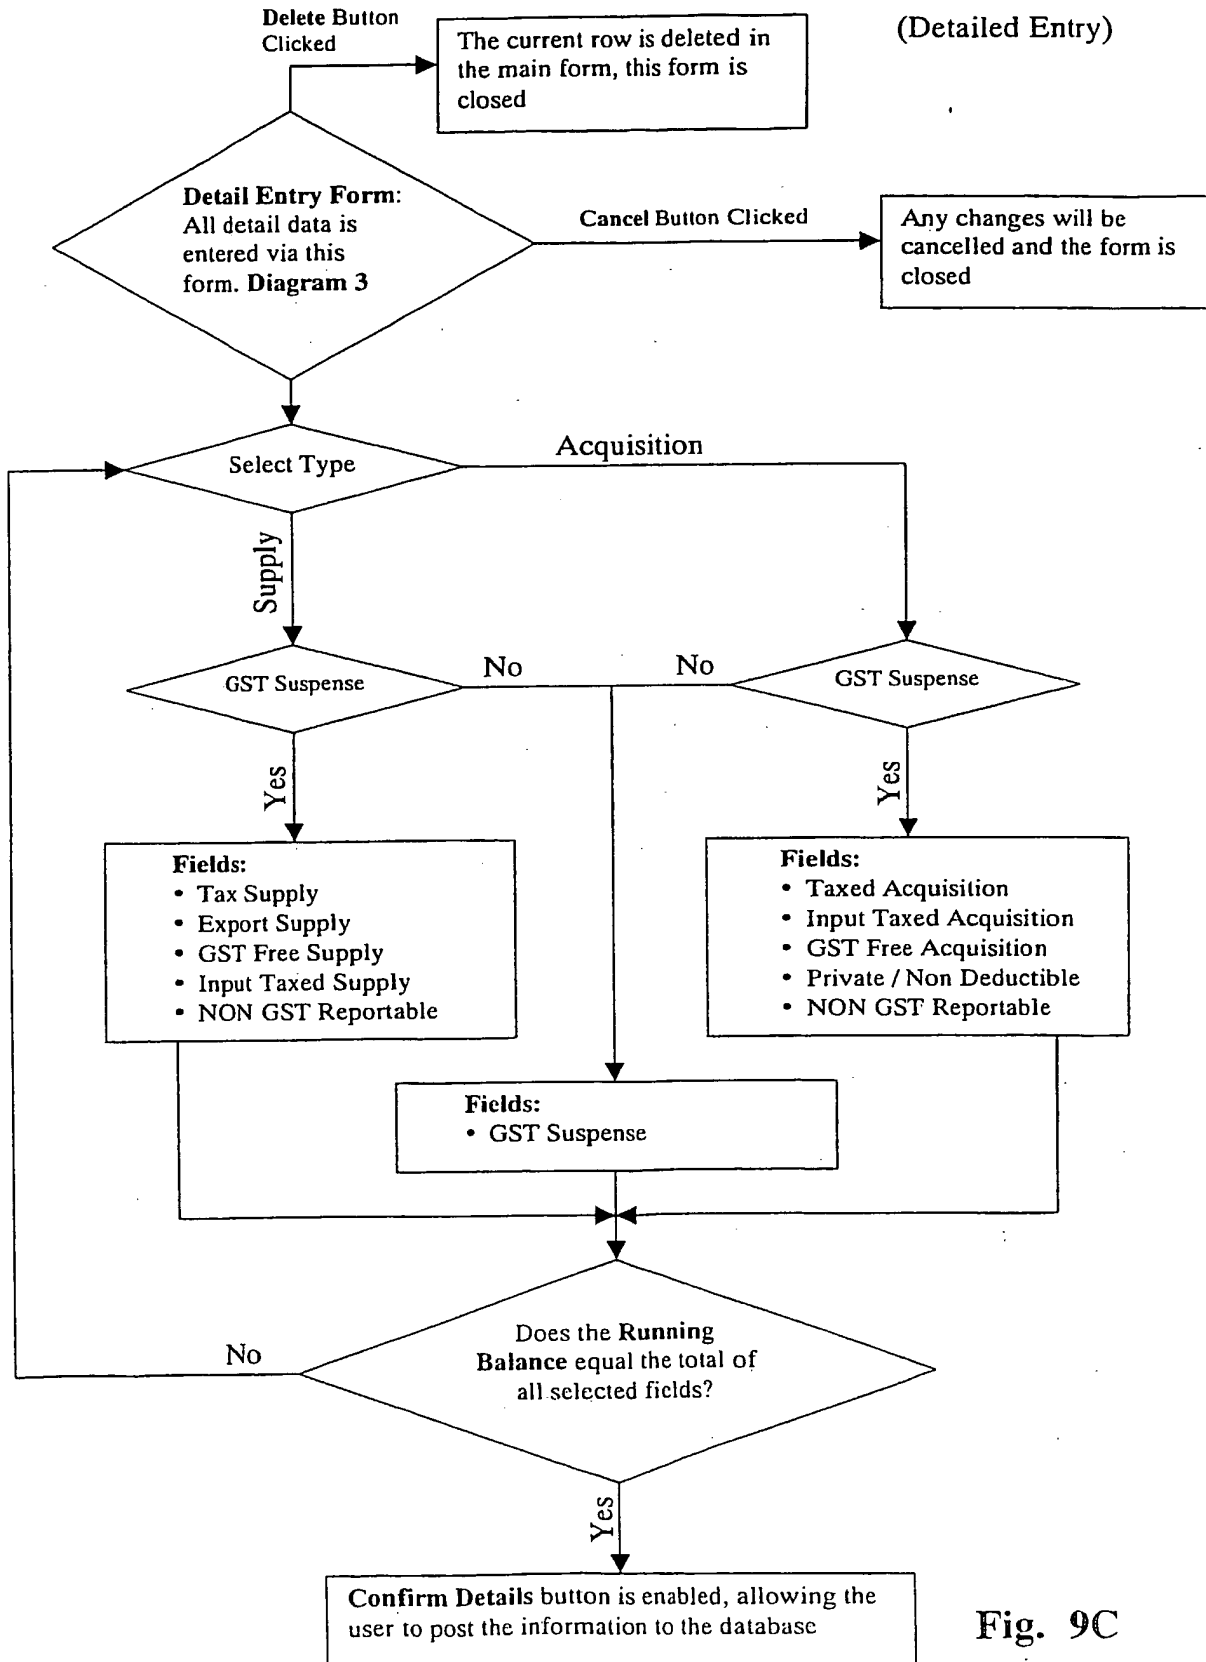 Delete Button
Clicked
The current row is deleted in
the main form, this form is
closed
(Detailed Entry)
Detail Entry Form:
All detail data is
entered via this
form. Diagram 3
Cancel Button Clicked
Any changes will be
cancelled and the form is
closed
Select Type
Acquisition
Supply
GST Suspense
No
No
GST Suspense
Yes
Yes
Fields:
• Tax Supply
• Export Supply
• GST Free Supply
• Input Taxed Supply
• NON GST Reportable
Fields:
• Taxed Acquisition
• Input Taxed Acquisition
• GST Free Acquisition
• Private / Non Deductible
• NON GST Reportable
Fields:
• GST Suspense
Does the Running
Balance equal the total of
all selected fields?
No
Yes
Confirm Details button is enabled, allowing the
user to post the information to the database
Fig. 9C